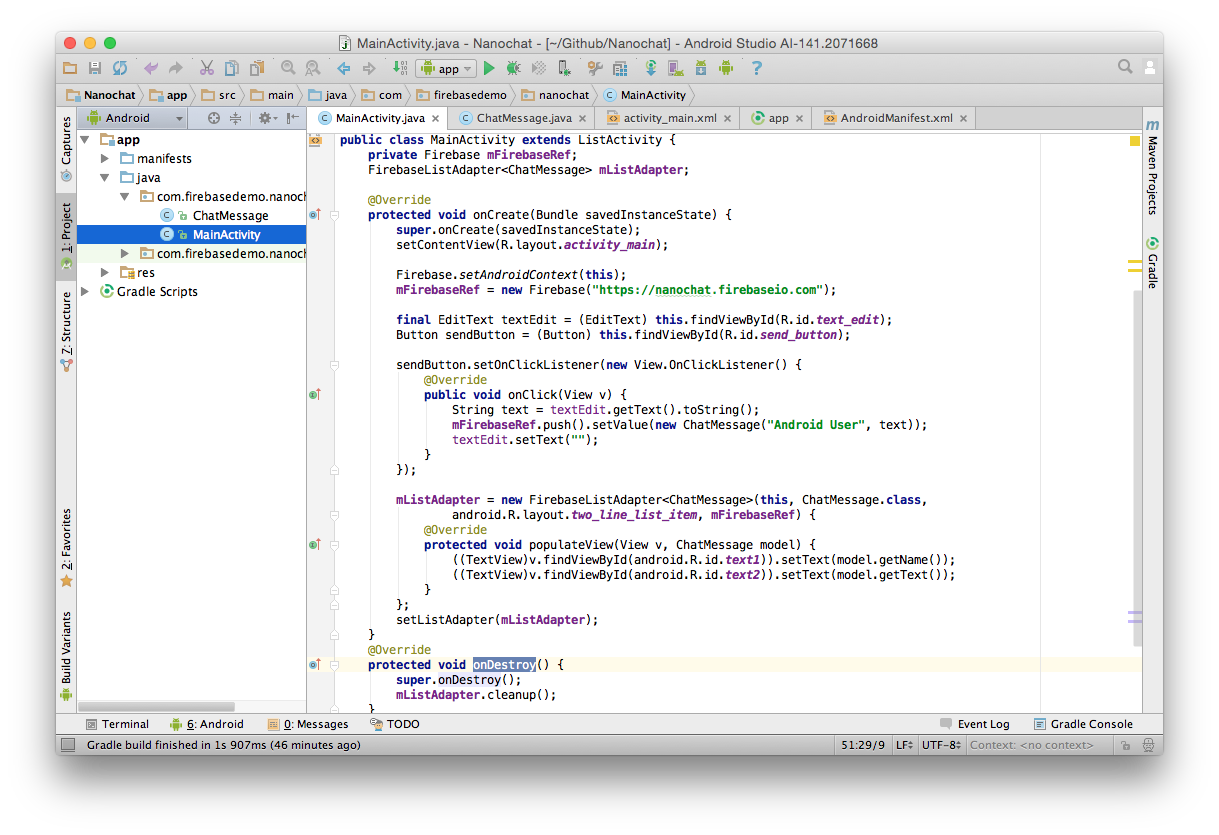 MainActivity.java - Nanochat - [~/Github/Nanochat] - Android Studio AI-141.2071668
app
Nanochat app src main java com firebasedemo nanochat MainActivity
Android
MainActivity.java ChatMessage.java activity_main.xml app AndroidManifest.xml
Captures
1: Project
7: Structure
2: Favorites
Build Variants
app
manifests
java
com.firebasedemo.nanoch
ChatMessage
MainActivity
com.firebasedemo.nanoch
res
Gradle Scripts
public class MainActivity extends ListActivity {
private Firebase mFirebaseRef;
FirebaseListAdapter<ChatMessage> mListAdapter;
@Override
protected void onCreate(Bundle savedInstanceState) {
super.onCreate(savedInstanceState);
setContentView(R.layout.activity_main);
Firebase.setAndroidContext(this);
mFirebaseRef = new Firebase("https://nanochat.firebaseio.com");
final EditText textEdit = (EditText) this.findViewById(R.id.text_edit);
Button sendButton = (Button) this.findViewById(R.id.send_button);
sendButton.setOnClickListener(new View.OnClickListener() {
@Override
public void onClick(View v) {
String text = textEdit.getText().toString();
mFirebaseRef.push().setValue(new ChatMessage("Android User", text));
textEdit.setText("");
}
});
mListAdapter = new FirebaseListAdapter<ChatMessage>(this, ChatMessage.class,
android.R.layout.two_line_list_item, mFirebaseRef) {
@Override
protected void populateView(View v, ChatMessage model) {
((TextView)v.findViewById(android.R.id.text1)).setText(model.getName());
((TextView)v.findViewById(android.R.id.text2)).setText(model.getText());
}
};
setListAdapter(mListAdapter);
}
@Override
protected void onDestroy() {
super.onDestroy();
mListAdapter.cleanup();
}
m Maven Projects
Gradle
Terminal 6: Android 0: Messages TODO Event Log Gradle Console
Gradle build finished in 1s 907ms (46 minutes ago) 51:29/9 LF UTF-8 Context: <no context>